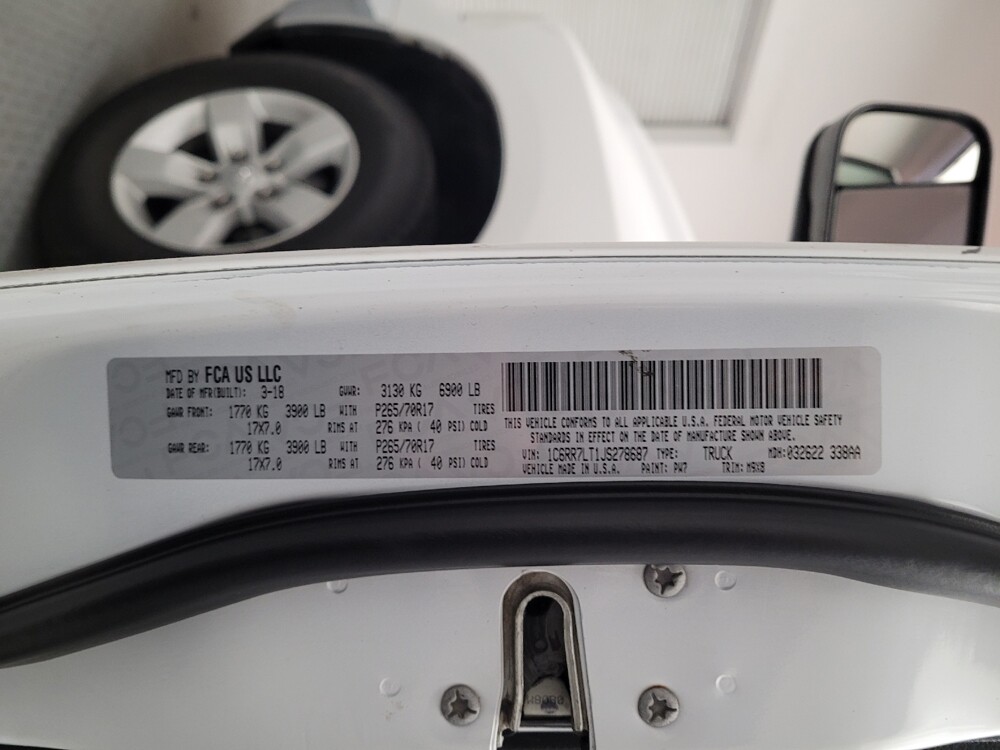 MFD BY FCA US LLC
DATE OF MFR(BUILT): 3-18 GVWR: 3130 KG 6900 LB
GAWR FRONT: 1770 KG 3900 LB WITH P265/70R17 TIRES
17X7.0 RIMS AT 276 KPA ( 40 PSI) COLD
GAWR REAR: 1770 KG 3900 LB WITH P265/70R17 TIRES
17X7.0 RIMS AT 276 KPA ( 40 PSI) COLD
THIS VEHICLE CONFORMS TO ALL APPLICABLE U.S.A. FEDERAL MOTOR VEHICLE SAFETY
STANDARDS IN EFFECT ON THE DATE OF MANUFACTURE SHOWN ABOVE.
VIN: 1C6RR7LT1JS278687 TYPE: TRUCK MDH:032622 338AA
VEHICLE MADE IN U.S.A. PAINT: PW7 TRIM: M9X8